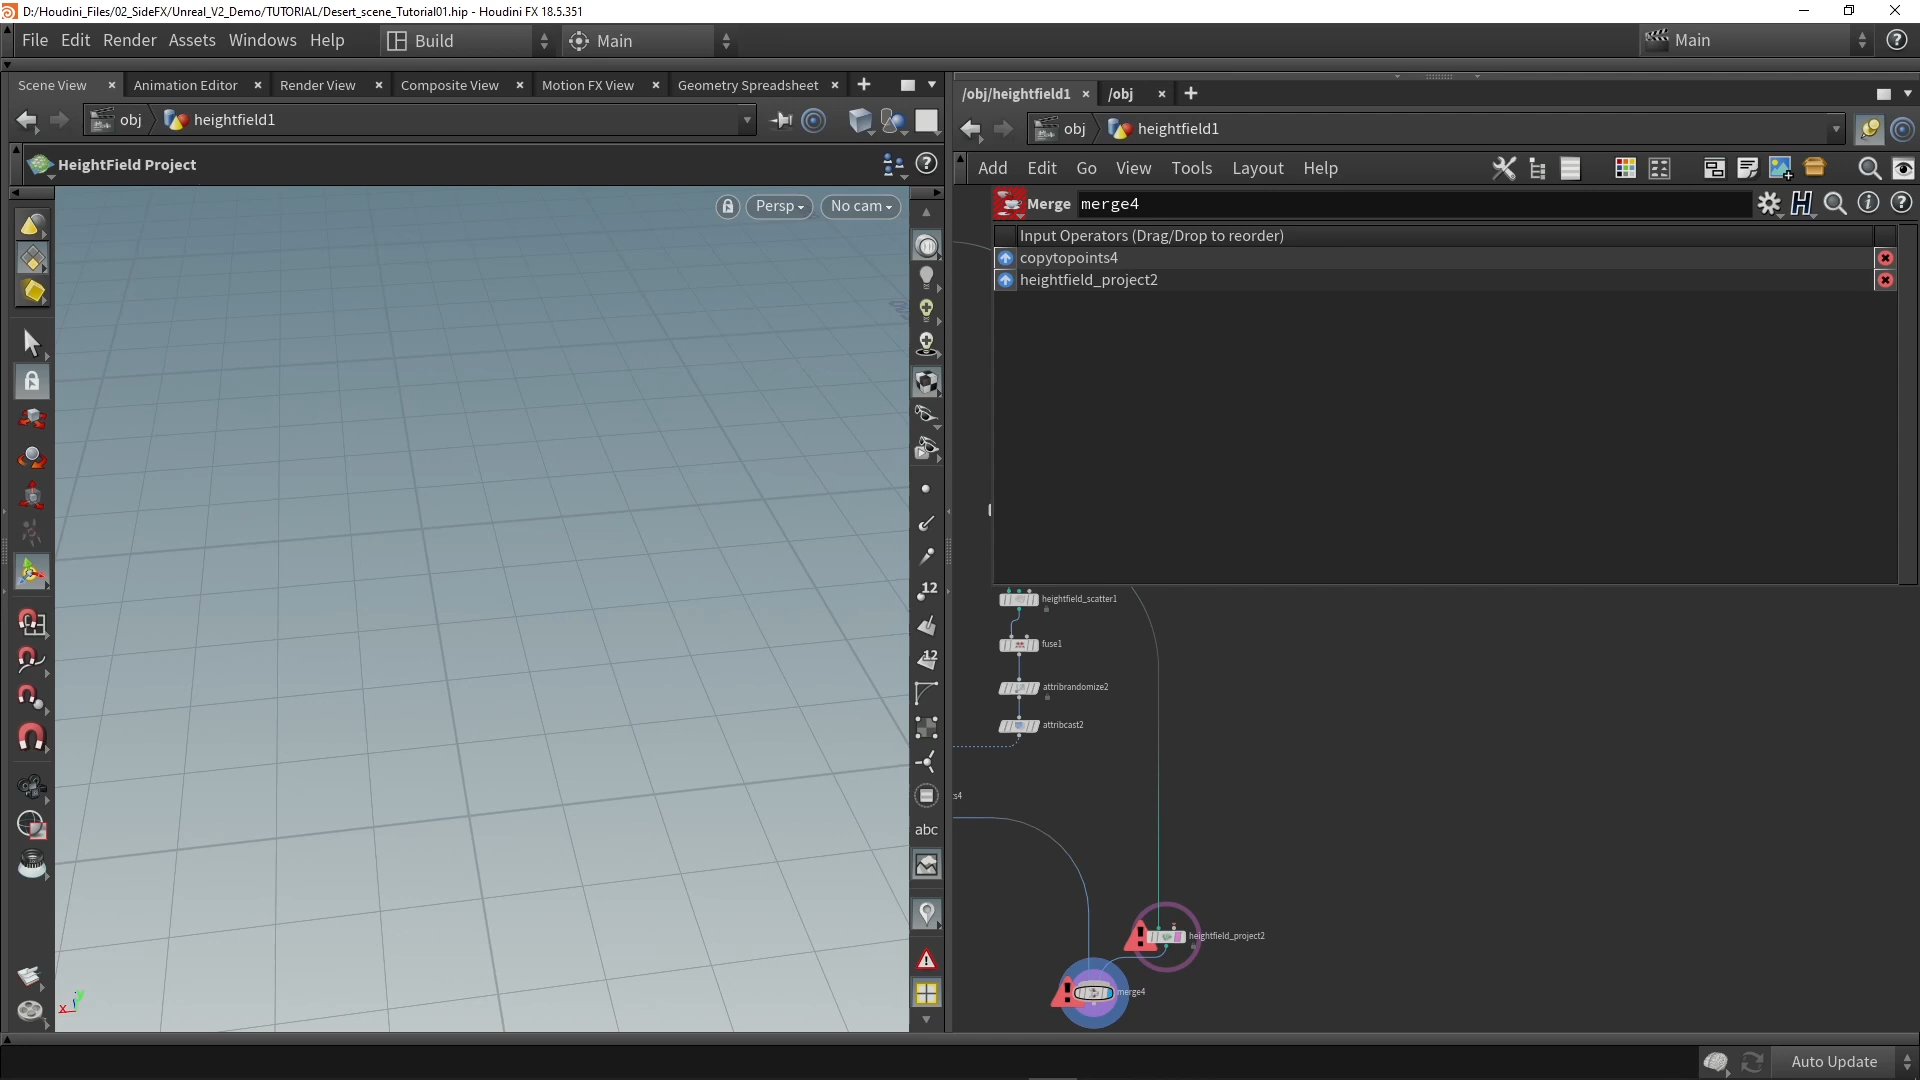 D:/Houdini_Files/02_SideFX/Unreal_V2_Demo/TUTORIAL/Desert_scene_Tutorial01.hip - Houdini FX 18.5.351
File Edit Render Assets Windows Help Build Main Main
Scene View Animation Editor Render View Composite View Motion FX View Geometry Spreadsheet
obj heightfield1
HeightField Project
Persp No cam
12
12
abc
x y
/obj/heightfield1 /obj
obj heightfield1
Add Edit Go View Tools Layout Help
Merge merge4
Input Operators (Drag/Drop to reorder)
copytopoints4
heightfield_project2
heightfield_scatter1
fuse1
attribrandomize2
attribcast2
s4
heightfield_project2
merge4
Auto Update